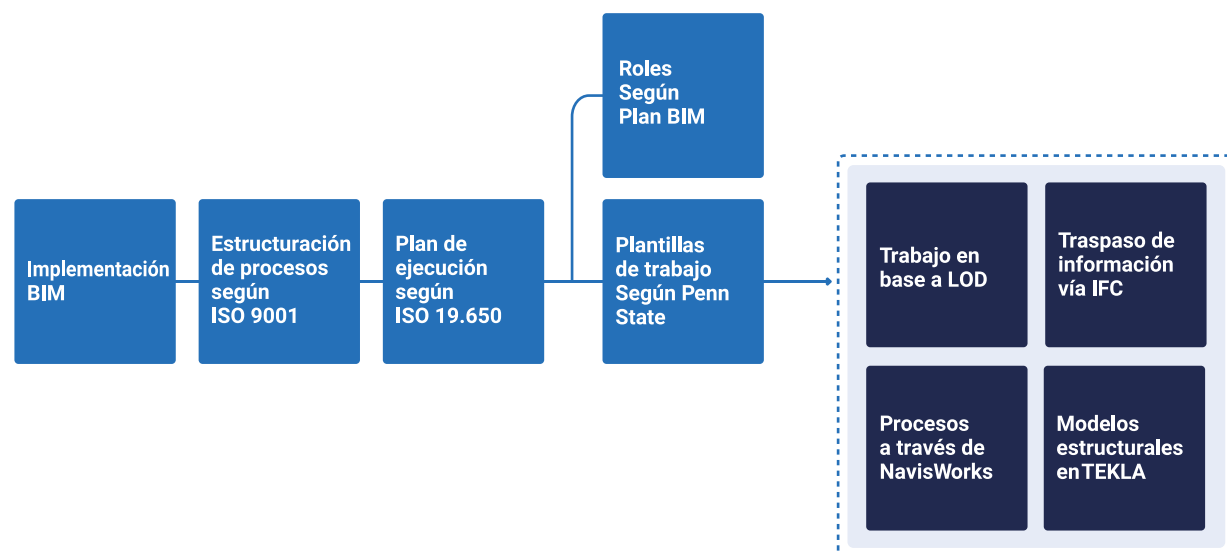 Implementación
BIM
Estructuración
de procesos
según
ISO 9001
Plan de
ejecución
según
ISO 19.650
Roles
Según
Plan BIM
Plantillas
de trabajo
Según Penn
State
Trabajo en
base a LOD
Traspaso de
información
vía IFC
Procesos
a través de
NavisWorks
Modelos
estructurales
en TEKLA